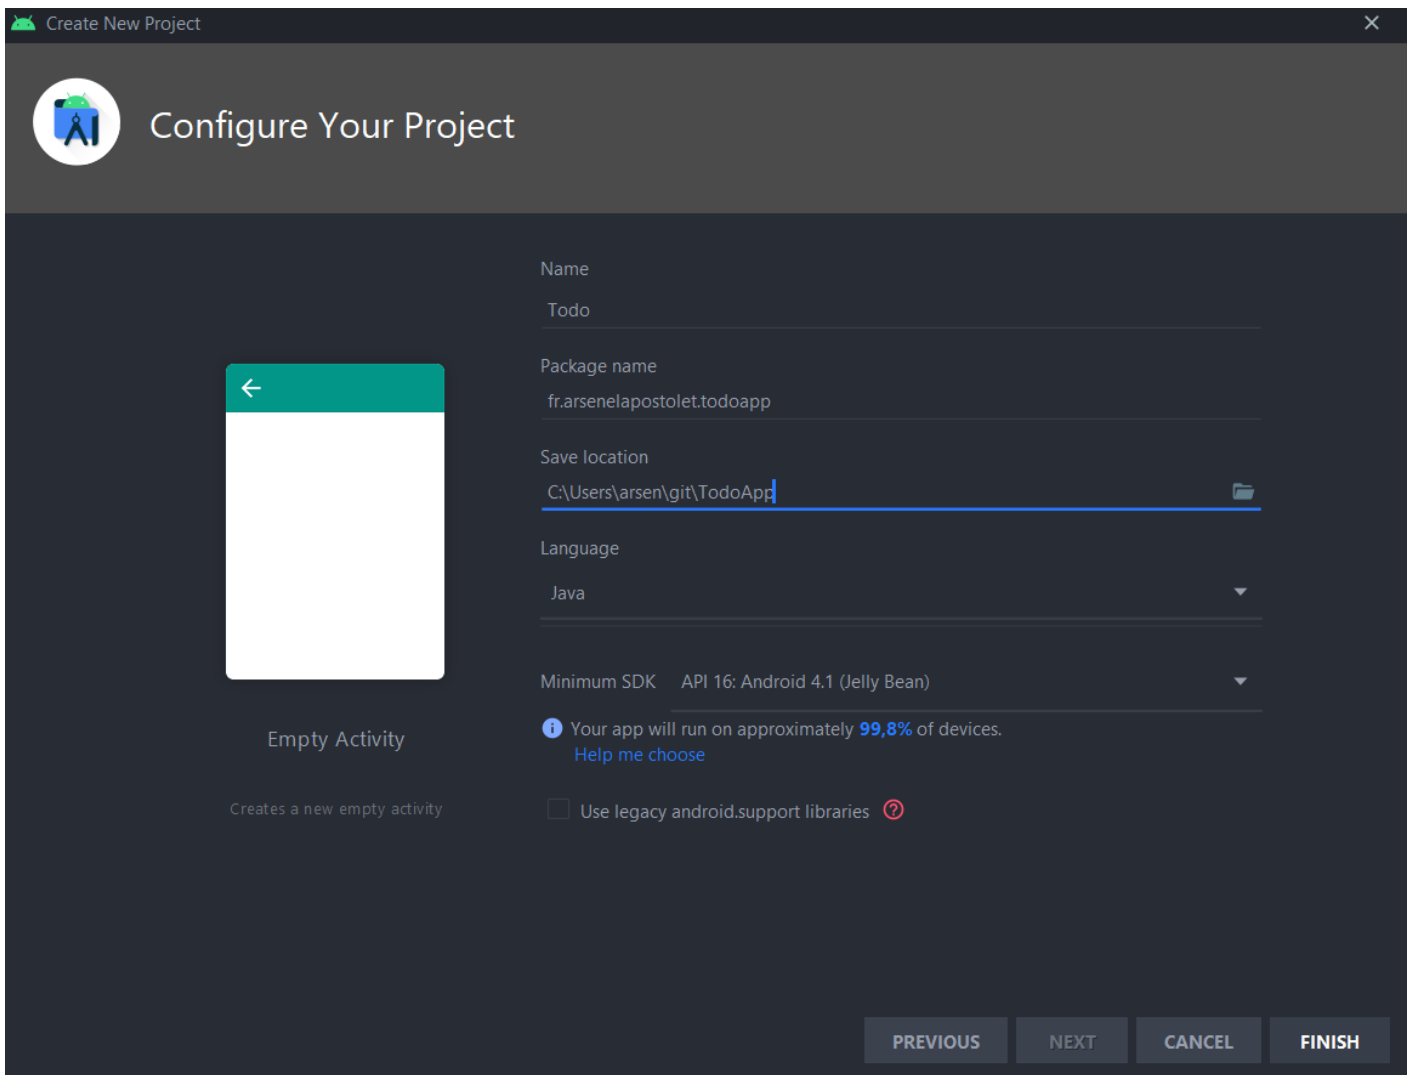 Create New Project
Configure Your Project
Name
Todo
Package name
fr.arsenelapostolet.todoapp
Save location
C:\Users\arsen\git\TodoApp
Language
Java
Minimum SDK API 16: Android 4.1 (Jelly Bean)
Your app will run on approximately 99,8% of devices.
Help me choose
Use legacy android.support libraries
Empty Activity
Creates a new empty activity
PREVIOUS NEXT CANCEL FINISH